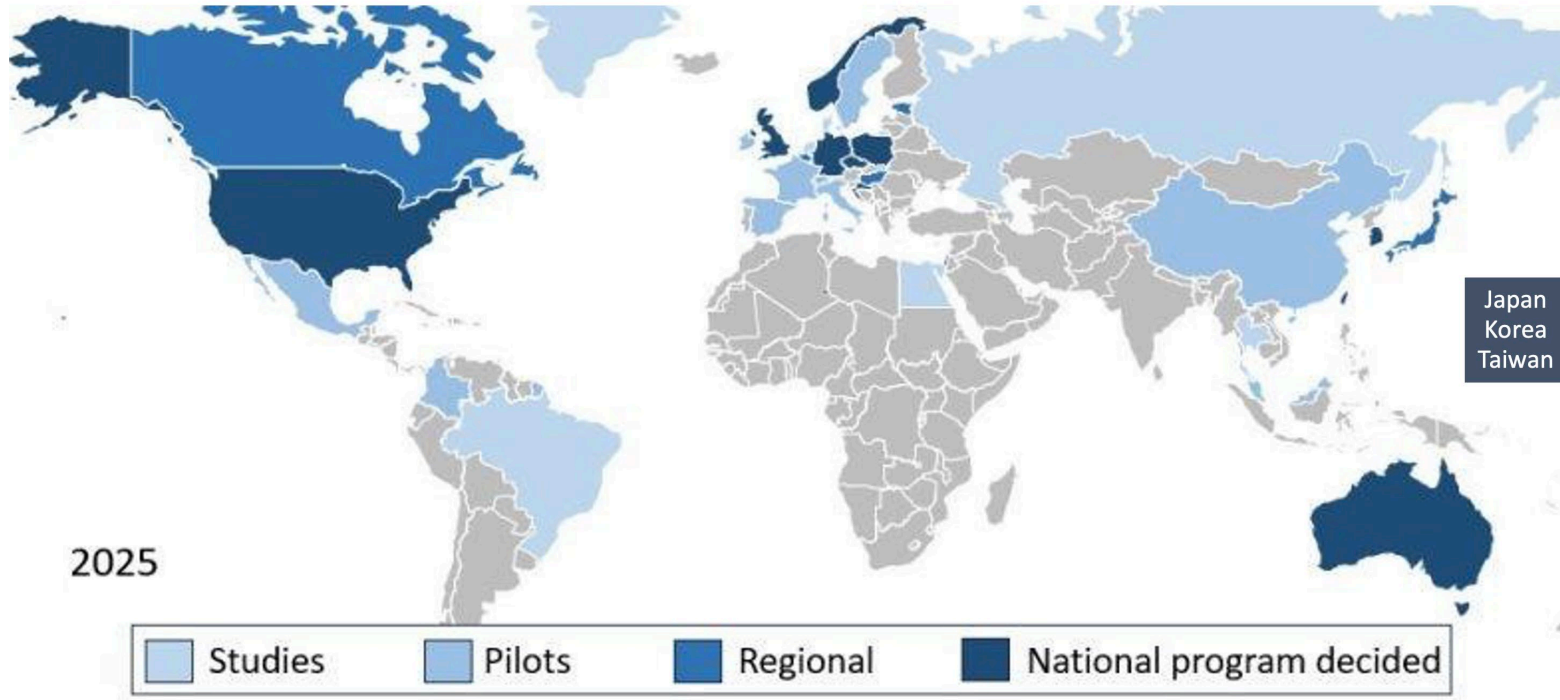 Japan
Korea
Taiwan
2025
Studies
Pilots
Regional
National program decided